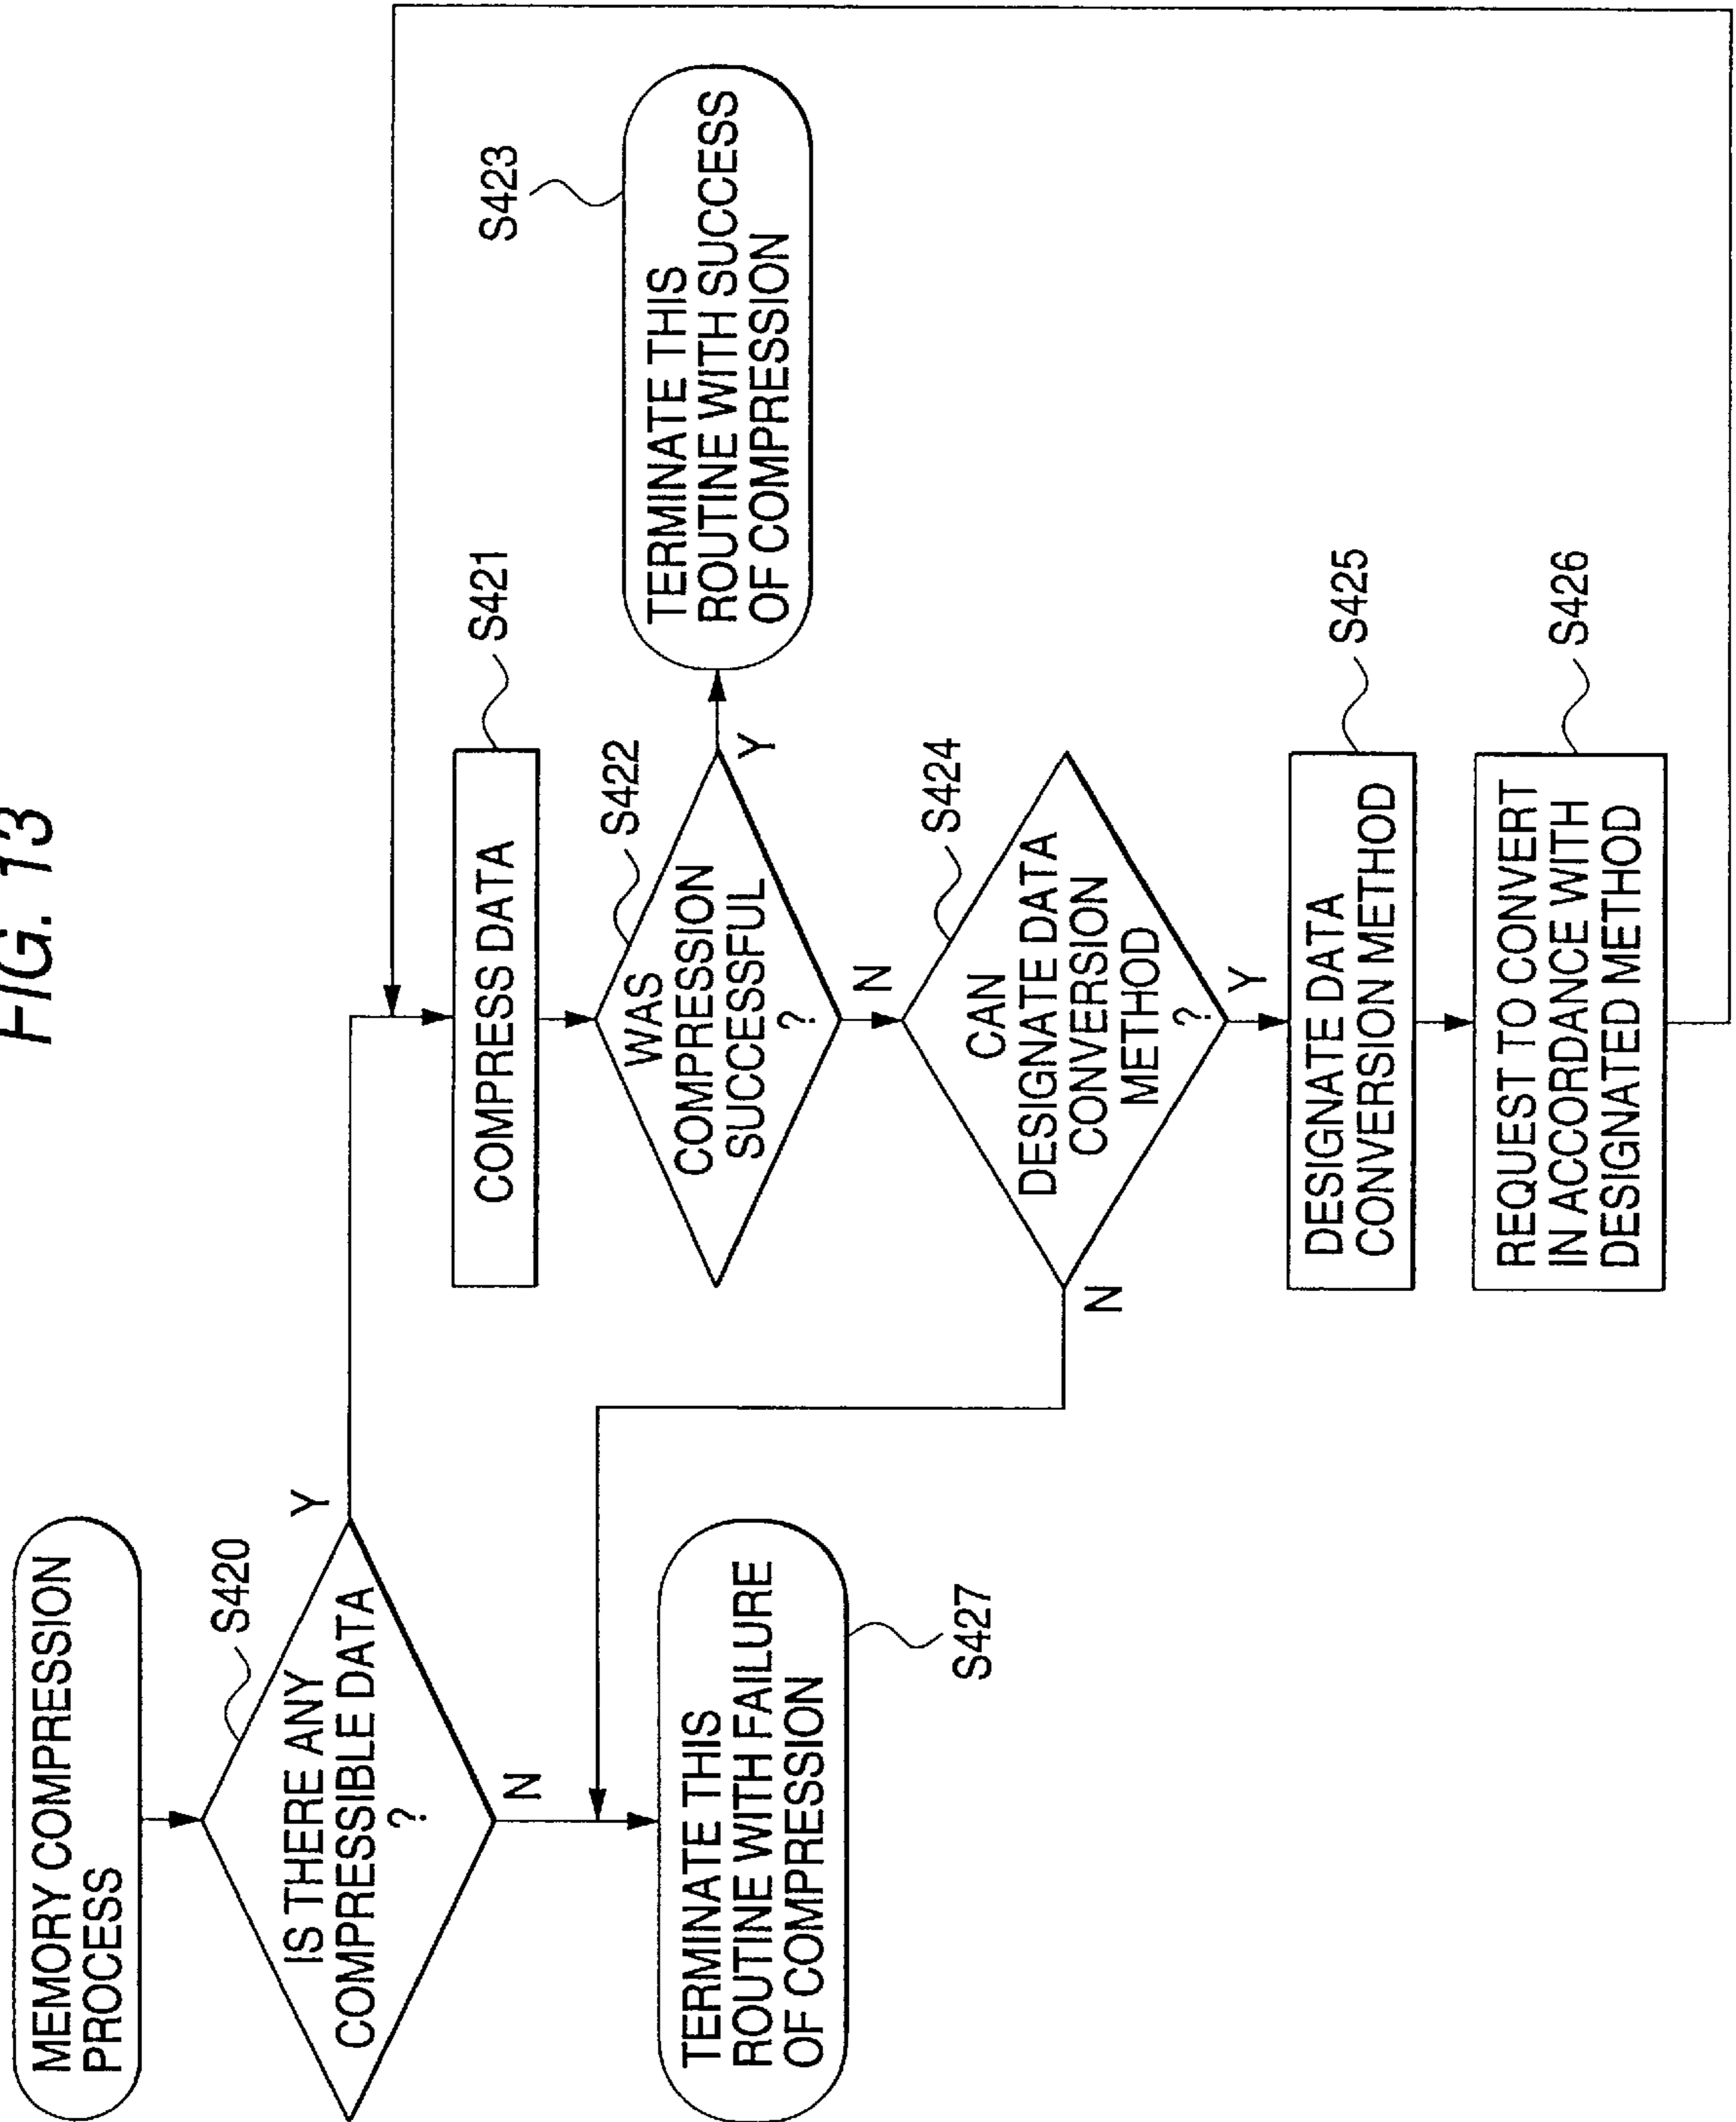 FIG. 13
MEMORY COMPRESSION
PROCESS
S420
IS THERE ANY
COMPRESSIBLE DATA
?
Y
N
S421
COMPRESS DATA
S422
WAS
COMPRESSION
SUCCESSFUL
?
Y
N
S423
TERMINATE THIS
ROUTINE WITH SUCCESS
OF COMPRESSION
S424
CAN
DESIGNATE DATA
CONVERSION
METHOD
?
Y
N
S425
DESIGNATE DATA
CONVERSION METHOD
S426
REQUEST TO CONVERT
IN ACCORDANCE WITH
DESIGNATED METHOD
TERMINATE THIS
ROUTINE WITH FAILURE
OF COMPRESSION
S427